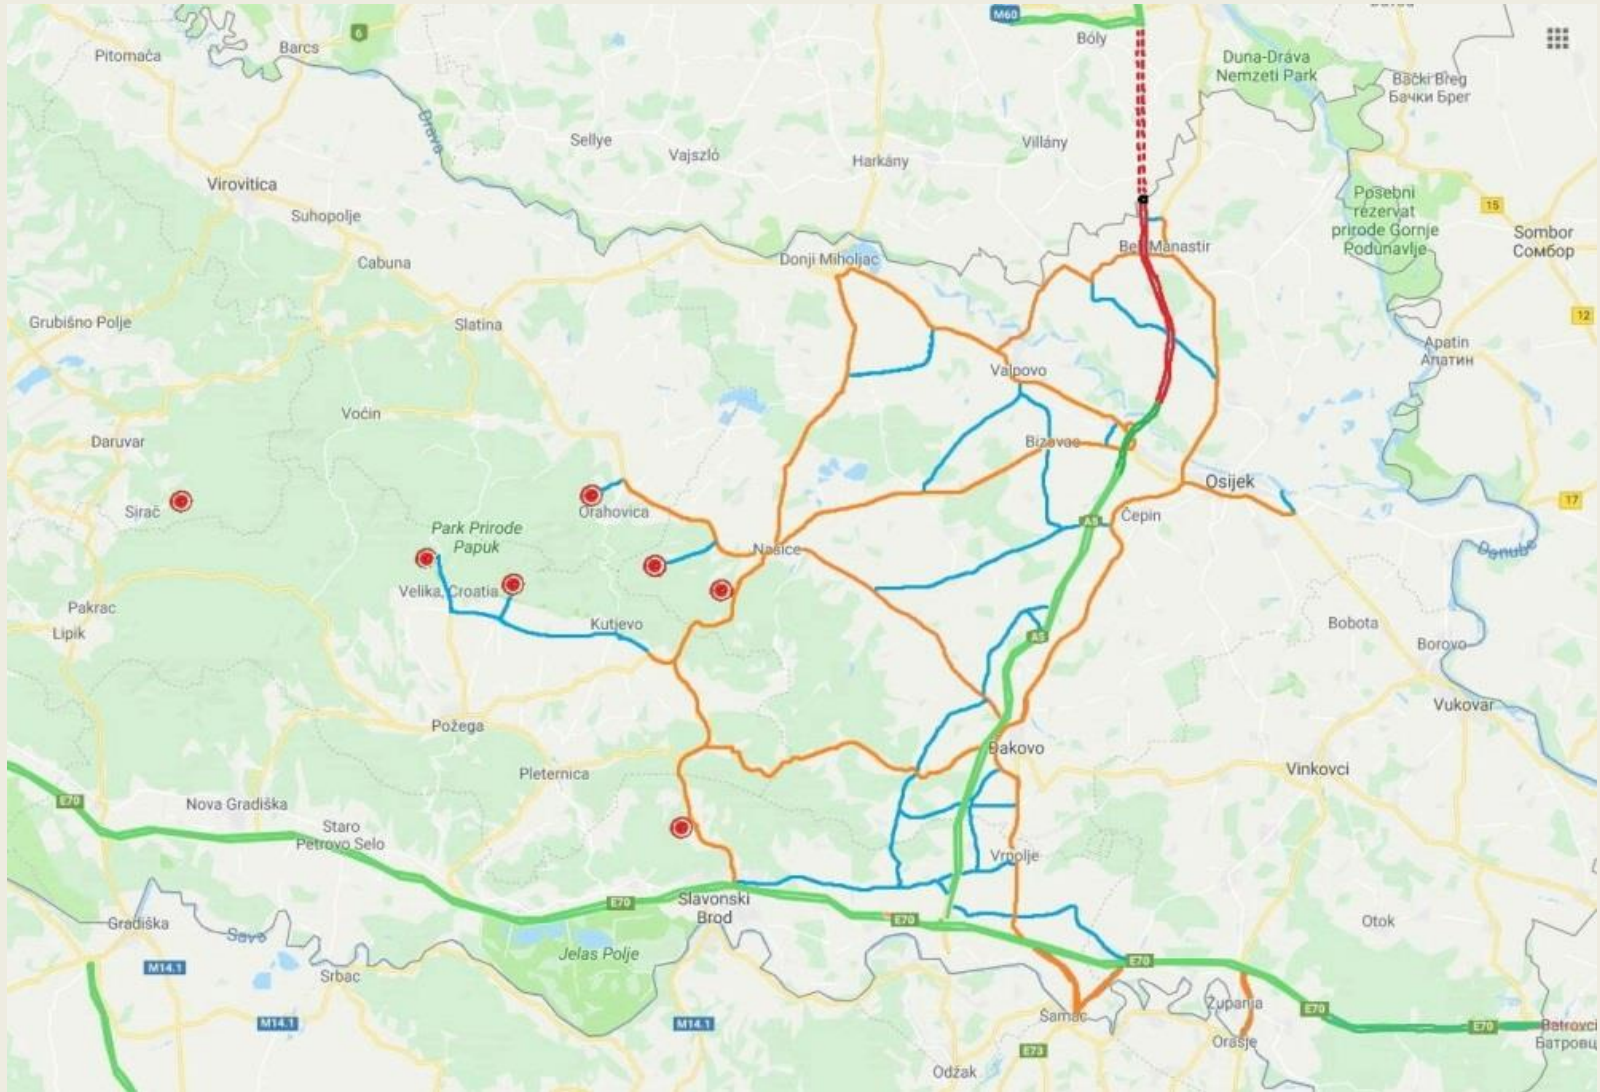 M60
6
Barcs
Bóly
Pitomača
Duna-Dráva
Nemzeti Park
Bački Breg
Бачки Брег
Drava
Sellye
Vajszló
Harkány
Villány
Virovitica
Suhopolje
Posebni
rezervat
prirode Gornje
Podunavlje
15
Sombor
Сомбор
Cabuna
Donji Miholjac
Beli Manastir
Grubišno Polje
Slatina
12
Apatin
Апатин
Valpovo
Voćin
Daruvar
Bizovac
Osijek
17
Sirač
Orahovica
Čepin
A5
Park Prirode
Papuk
Našice
Danube
Velika, Croatia
Pakrac
Lipik
Kutjevo
A5
Bobota
Borovo
Vukovar
Požega
Đakovo
Pleternica
Vinkovci
E70
Nova Gradiška
Staro
Petrovo Selo
Vrpolje
Slavonski
Brod
E70
E70
Otok
Gradiška
Sava
Jelas Polje
M14.1
Srbac
E70
Županja
E70
Šamac
M14.1
M14.1
E70
Batrovci
Батровц
Orašje
E73
Odžak